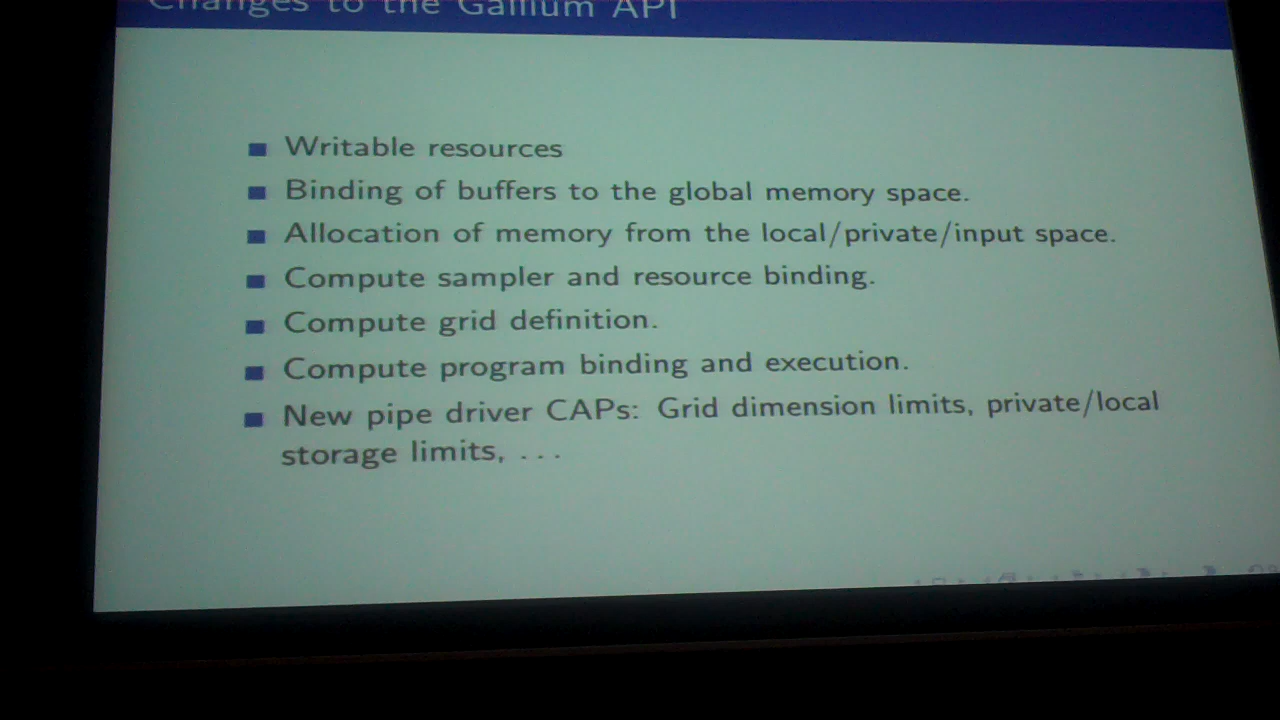 Changes to the Gallium API
Writable resources
Binding of buffers to the global memory space.
Allocation of memory from the local/private/input space.
Compute sampler and resource binding.
Compute grid definition.
Compute program binding and execution.
New pipe driver CAPs: Grid dimension limits, private/local
storage limits, ...